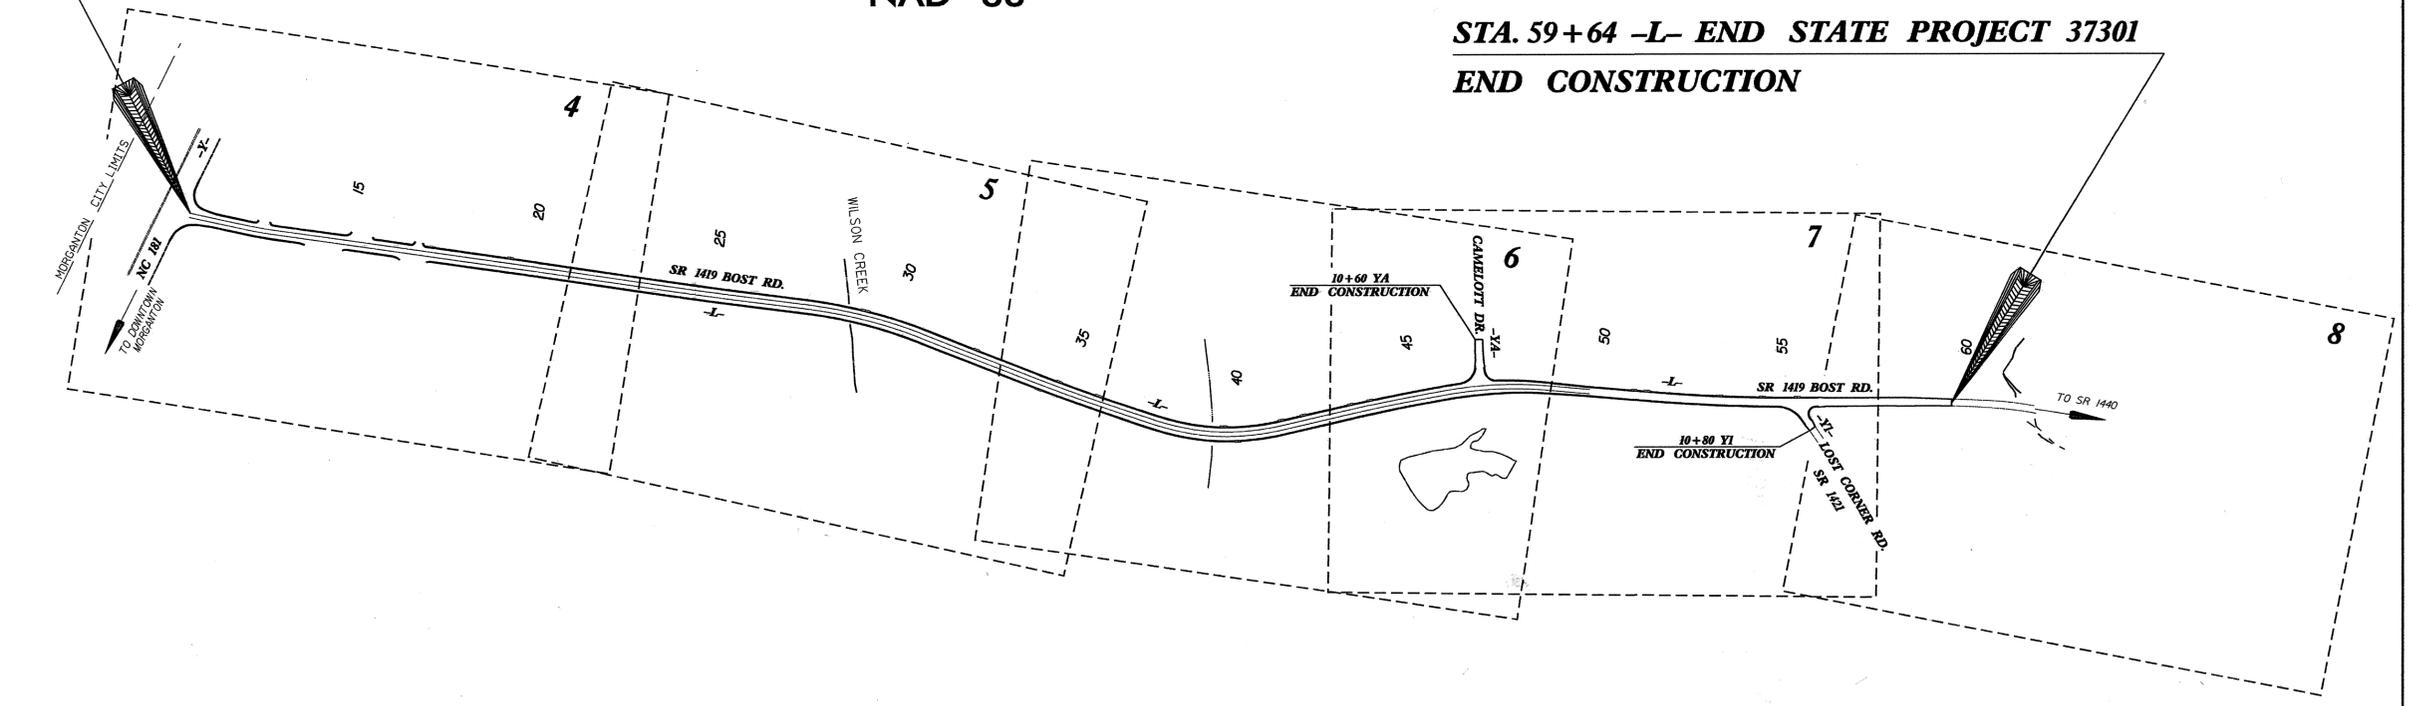 STA. 59+64 -L- END STATE PROJECT 37301
END CONSTRUCTION
4
5
6
7
8
MORGANTON CITY LIMITS
-Y-
NC 181
TO DOWNTOWN
MORGANTON
15
20
25
30
35
40
45
50
55
60
SR 1419 BOST RD.
-L-
WILSON CREEK
-L-
10+60 YA
END CONSTRUCTION
CAMELOTT DR.
-YA-
-L-
SR 1419 BOST RD.
10+80 Y1
END CONSTRUCTION
-Y1-
LOST CORNER RD.
SR 1421
TO SR 1440